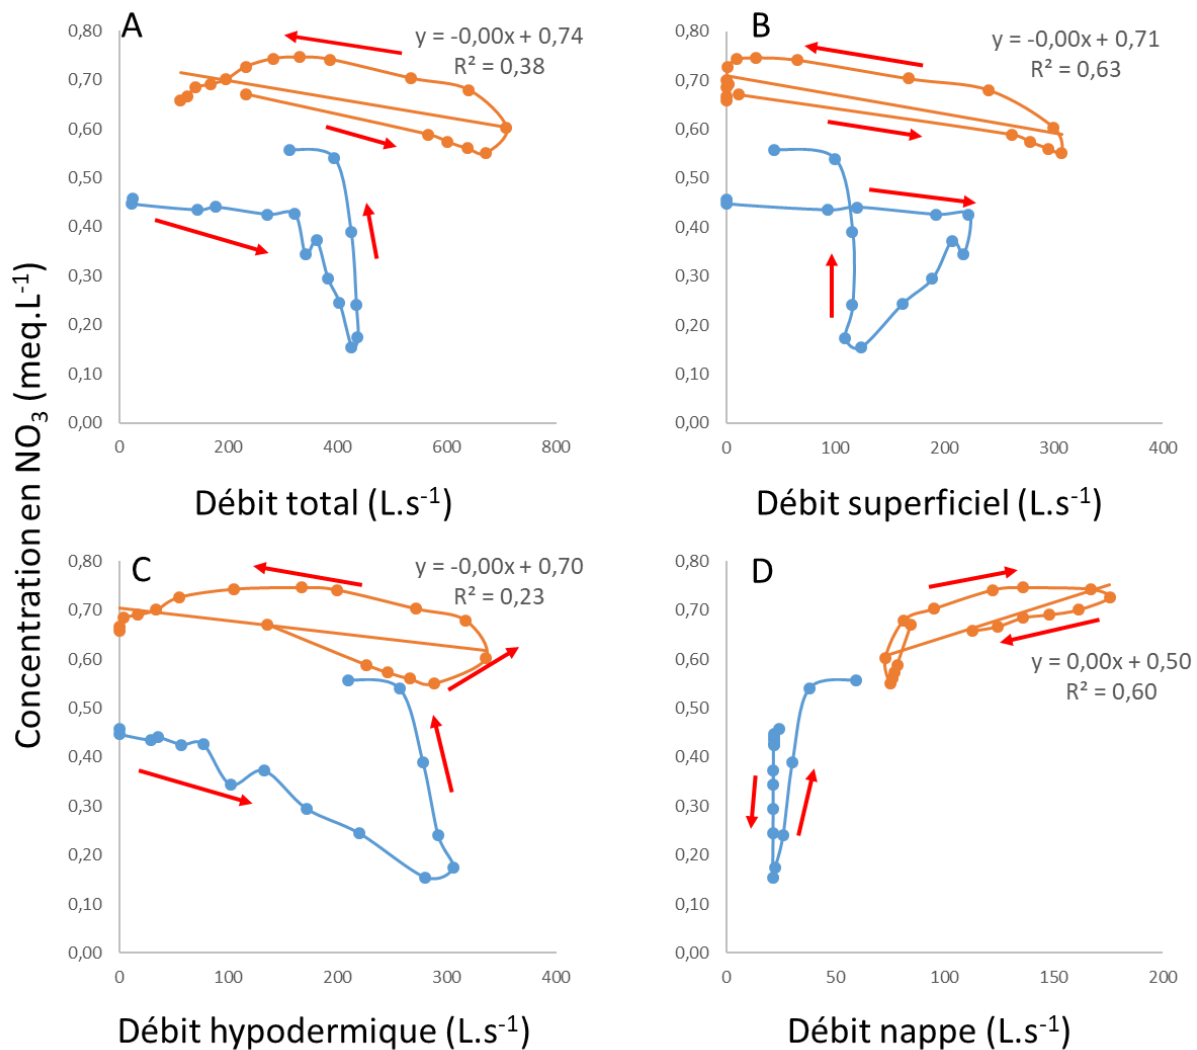 Concentration en NO3 (meq.L-1)
A
y = -0,00x + 0,74
R² = 0,38
0,80
0,70
0,60
0,50
0,40
0,30
0,20
0,10
0,00
0 200 400 600 800
Débit total (L.s-1)
B
y = -0,00x + 0,71
R² = 0,63
0,80
0,70
0,60
0,50
0,40
0,30
0,20
0,10
0,00
0 100 200 300 400
Débit superficiel (L.s-1)
C
y = -0,00x + 0,70
R² = 0,23
0,80
0,70
0,60
0,50
0,40
0,30
0,20
0,10
0,00
0 100 200 300 400
Débit hypodermique (L.s-1)
D
0,80
0,70
0,60
0,50
0,40
0,30
0,20
0,10
0,00
y = 0,00x + 0,50
R² = 0,60
0 50 100 150 200
Débit nappe (L.s-1)